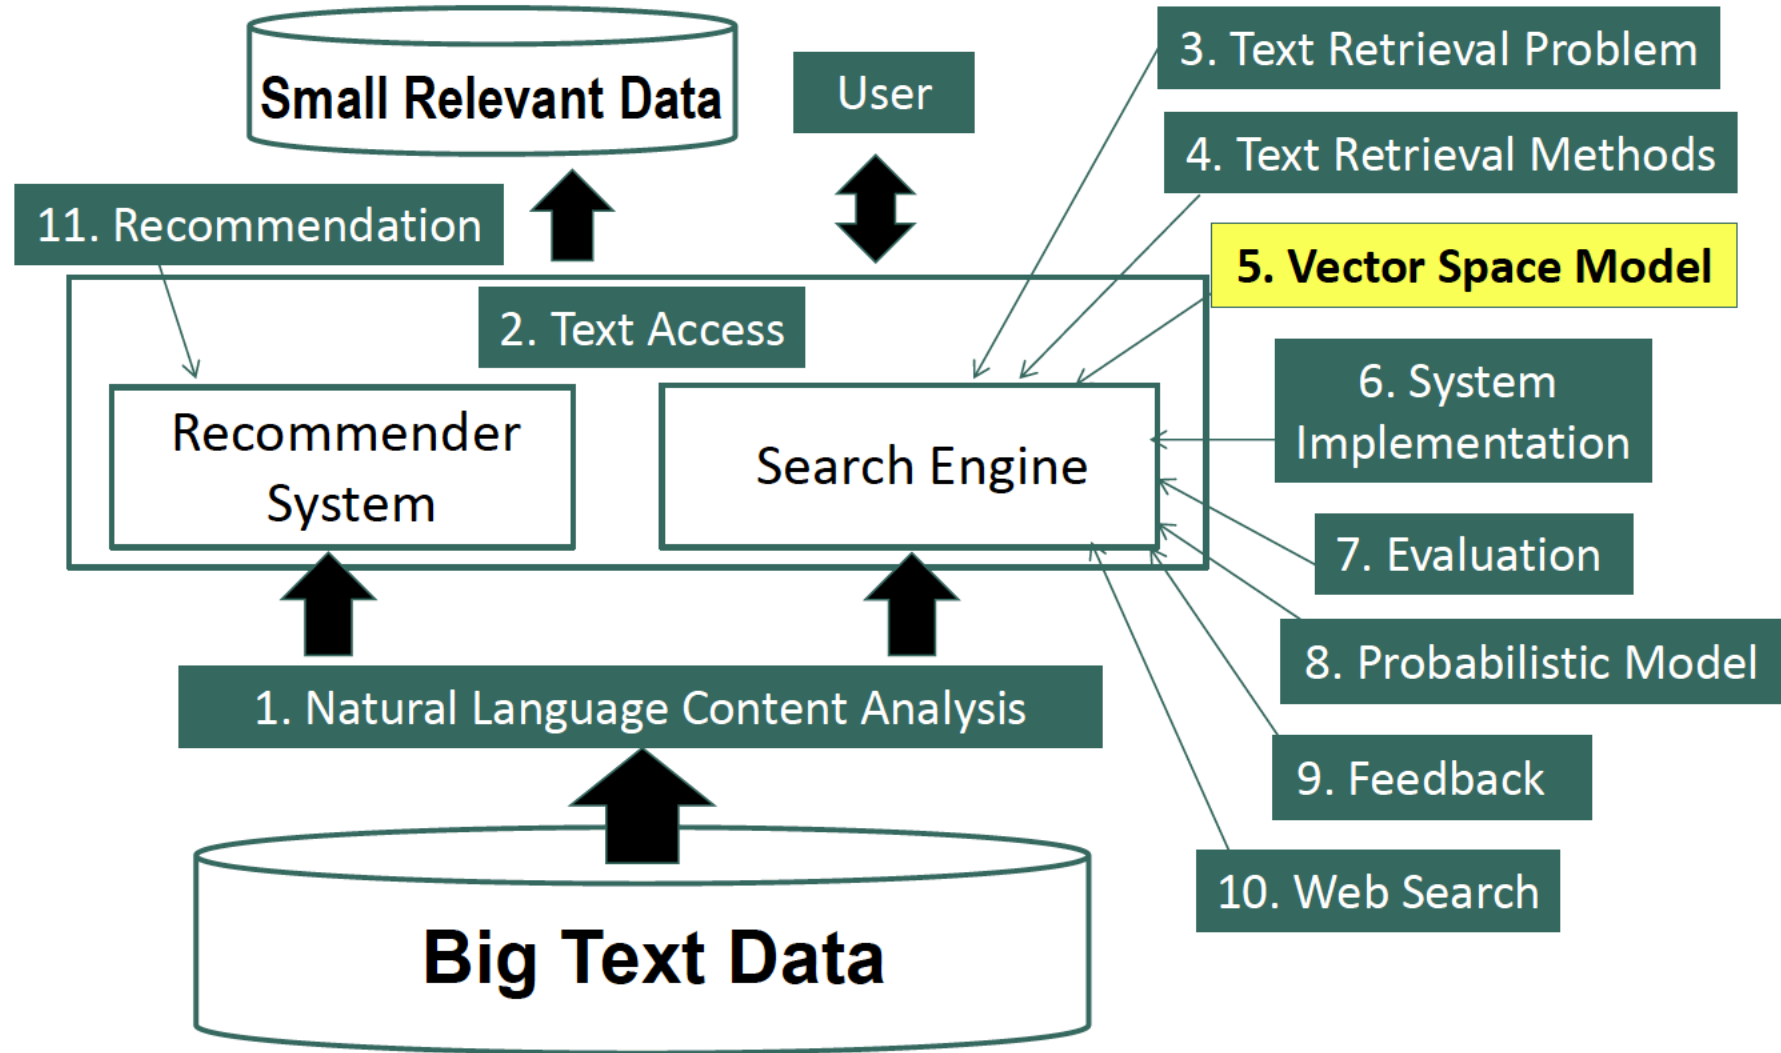 Small Relevant Data
User
3. Text Retrieval Problem
4. Text Retrieval Methods
11. Recommendation
5. Vector Space Model
2. Text Access
6. System
Implementation
Recommender
System
Search Engine
7. Evaluation
8. Probabilistic Model
1. Natural Language Content Analysis
9. Feedback
10. Web Search
Big Text Data